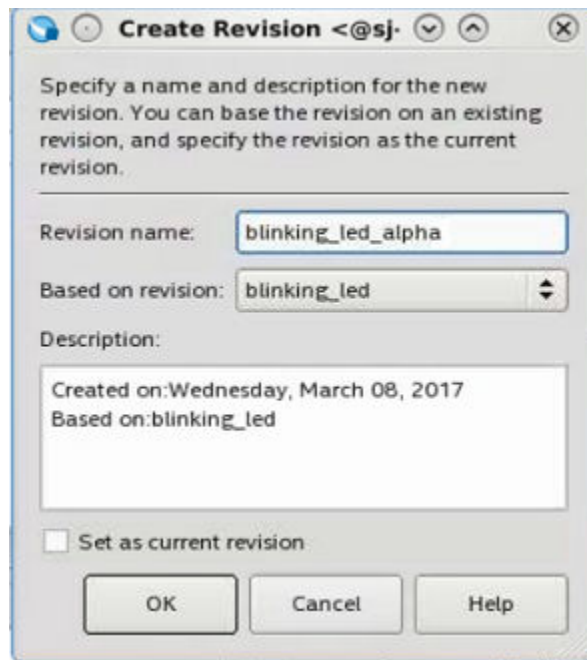 Create Revision <@sj-
Specify a name and description for the new
revision. You can base the revision on an existing
revision, and specify the revision as the current
revision.
Revision name: blinking_led_alpha
Based on revision: blinking_led
Description:
Created on:Wednesday, March 08, 2017
Based on:blinking_led
Set as current revision
OK Cancel Help